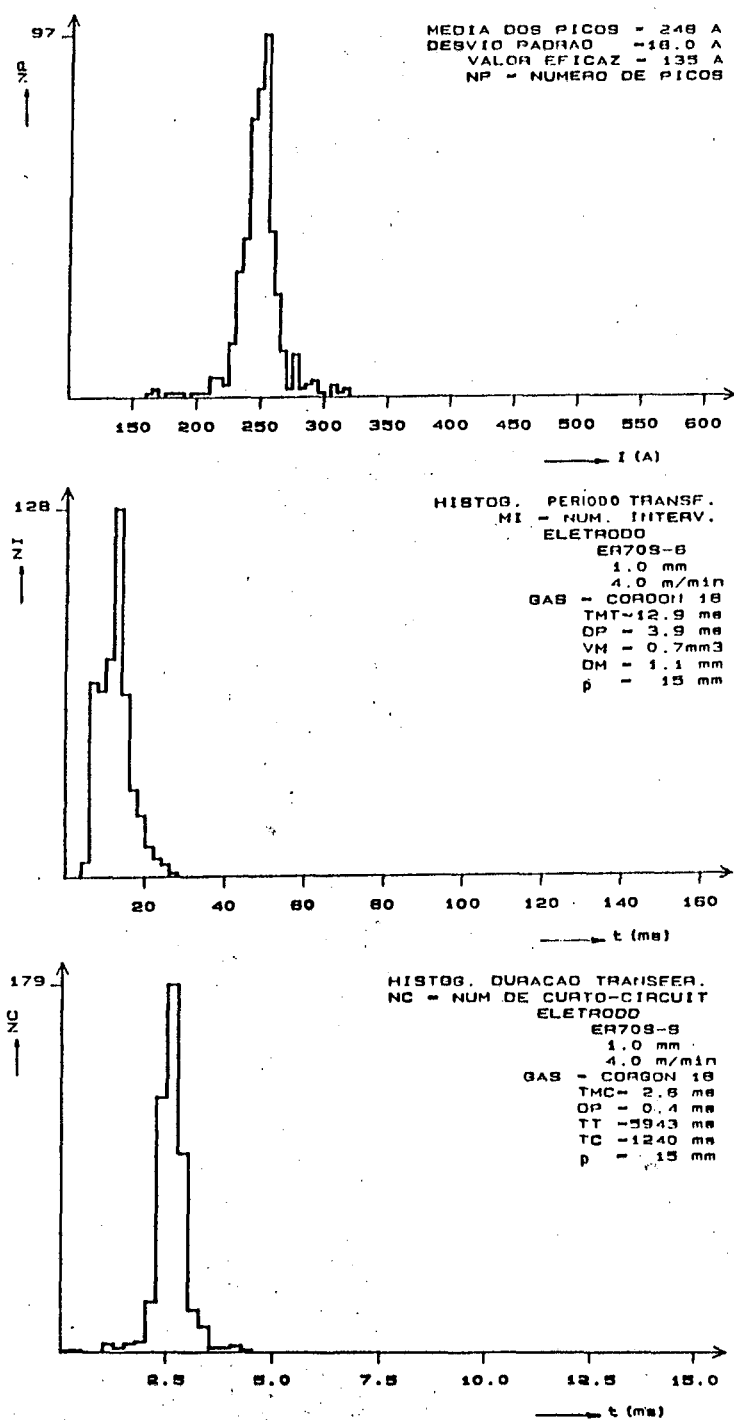 97
NP
MEDIA DOS PICOS = 248 A
DESVIO PADRAO =18.0 A
VALOR EFICAZ = 135 A
NP = NUMERO DE PICOS
150 200 250 300 350 400 450 500 550 600
I (A)
128
NI
HISTOG. PERIODO TRANSF.
MI = NUM. INTERV.
ELETRODO
ER70S-6
1.0 mm
4.0 m/min
GAS = CORGON 18
TMT=12.9 ms
DP = 3.9 ms
VM = 0.7mm3
DM = 1.1 mm
p = 15 mm
20 40 60 80 100 120 140 160
t (ms)
179
NC
HISTOG. DURACAO TRANSFER.
NC = NUM DE CURTO-CIRCUIT
ELETRODO
ER70S-6
1.0 mm
4.0 m/min
GAS = CORGON 18
TMC= 2.6 ms
DP = 0.4 ms
TT =5943 ms
TC =1240 ms
p = 15 mm
2.5 5.0 7.5 10.0 12.5 15.0
t (ms)